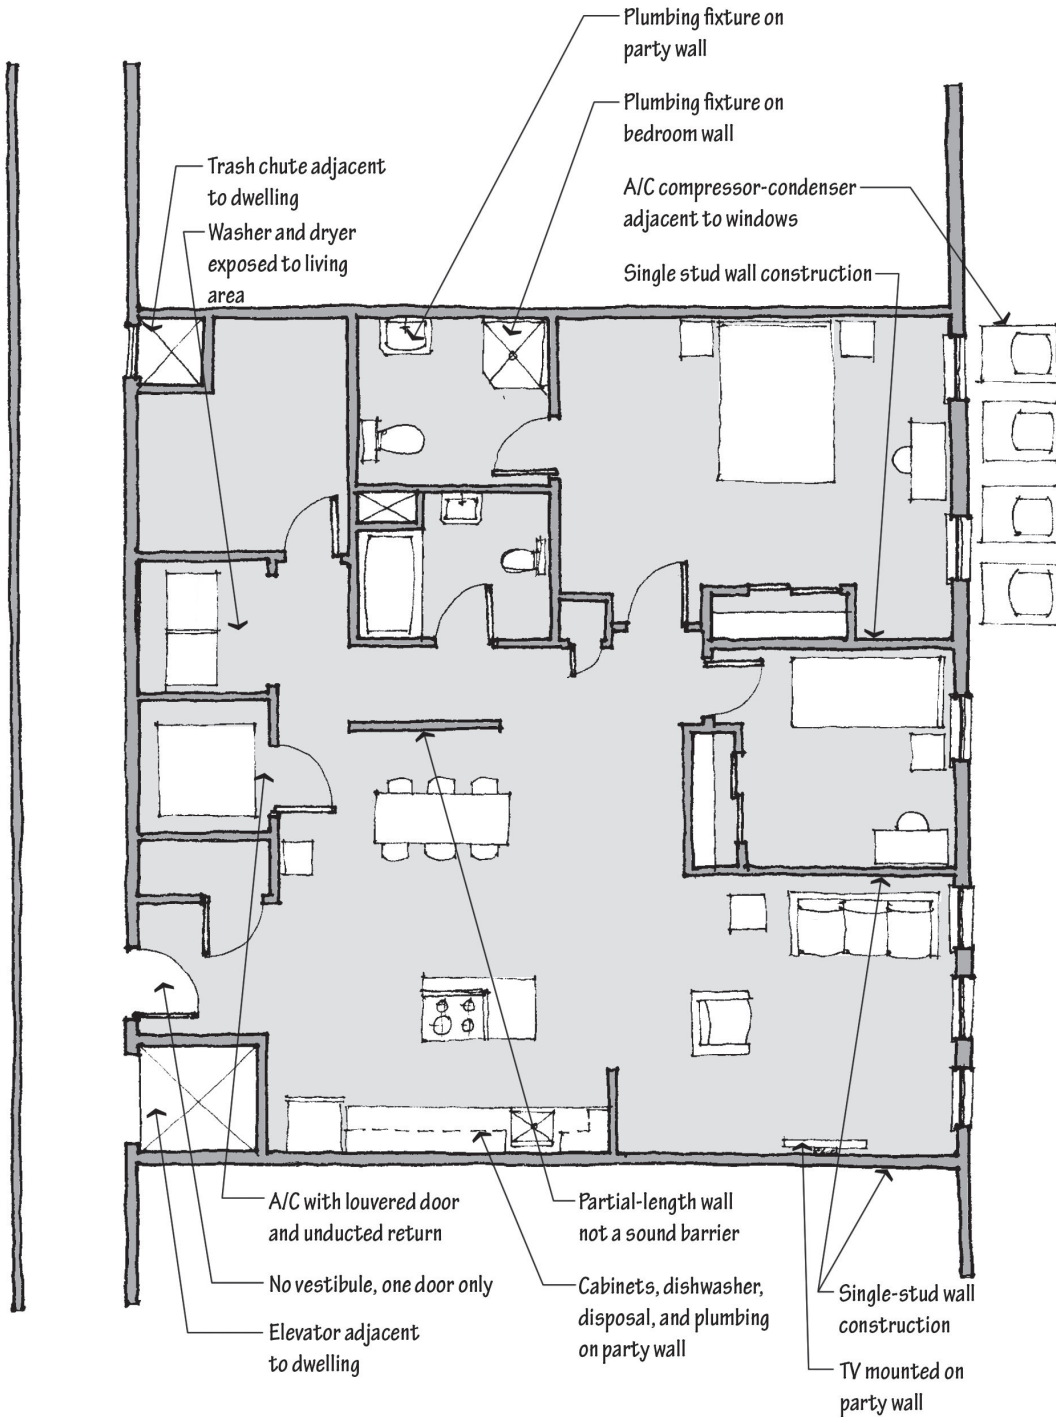 Plumbing fixture on
party wall
Plumbing fixture on
bedroom wall
Trash chute adjacent
to dwelling
A/C compressor-condenser
adjacent to windows
Washer and dryer
exposed to living
area
Single stud wall construction
A/C with louvered door
and unducted return
Partial-length wall
not a sound barrier
No vestibule, one door only
Cabinets, dishwasher,
disposal, and plumbing
on party wall
Single-stud wall
construction
Elevator adjacent
to dwelling
TV mounted on
party wall